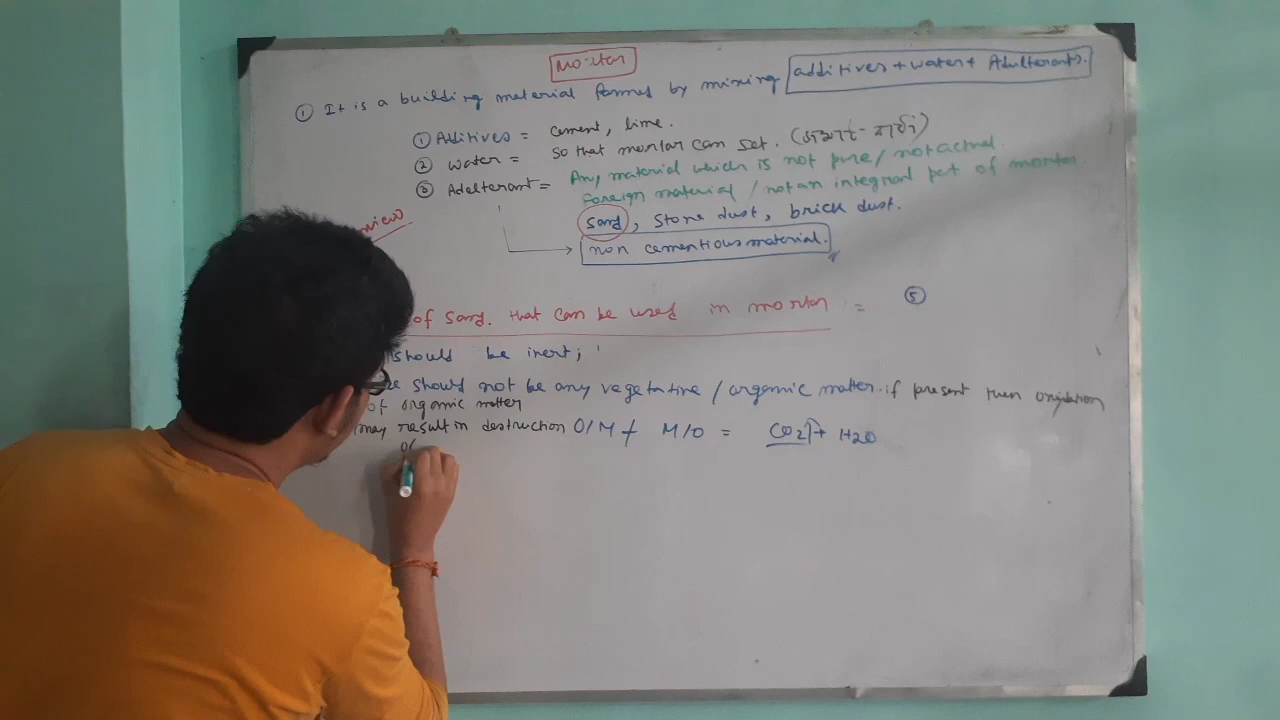 Mortar
① It is a building material formed by mixing additives + water + Adulterants.
① Additives = cement, lime.
② water = so that mortar can set. (জমাট-বাধাঁ)
③ Adulterant = Any material which is not pure / not actual.
foreign material / not an integral part of mortar
view
sand, stone dust, brick dust.
non cementious material.
of sand. that can be used in mortar = ⑤
should be inert;
should not be any vegetative / organic matter. if present then oxidation
of organic matter
may result in destruction O/M + M/O = CO2↑ + H2O
of